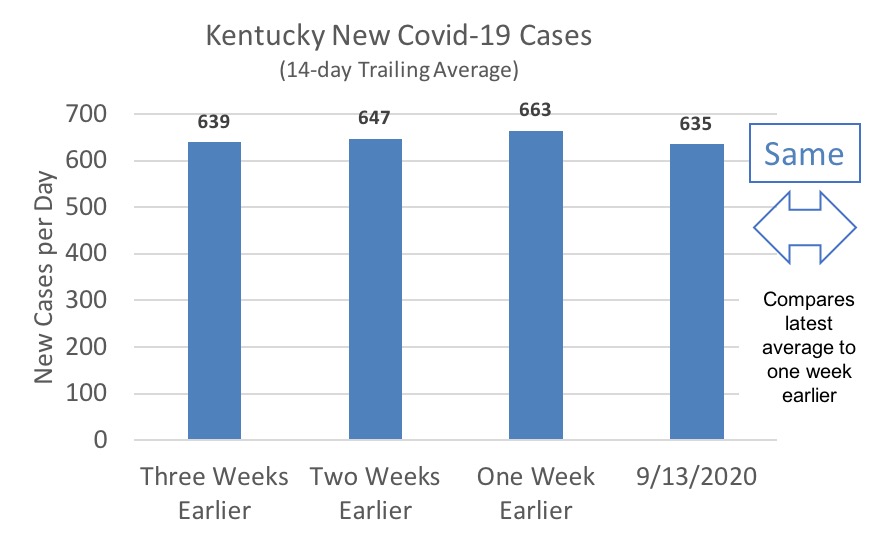 Kentucky New Covid-19 Cases
(14-day Trailing Average)
New Cases per Day
700
600
500
400
300
200
100
0
639
647
663
635
Three Weeks
Earlier
Two Weeks
Earlier
One Week
Earlier
9/13/2020
Same
Compares
latest
average to
one week
earlier